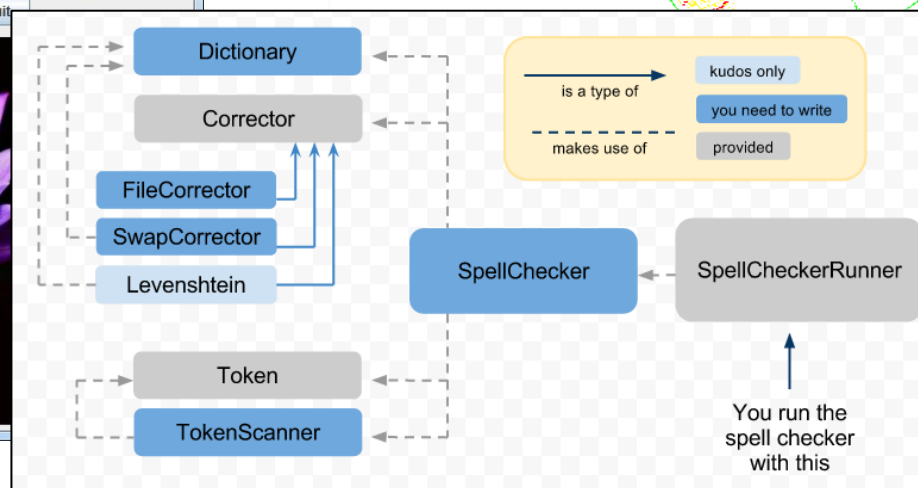 uit
Dictionary
Corrector
FileCorrector
SwapCorrector
Levenshtein
Token
TokenScanner
SpellChecker
SpellCheckerRunner
is a type of
makes use of
kudos only
you need to write
provided
You run the
spell checker
with this